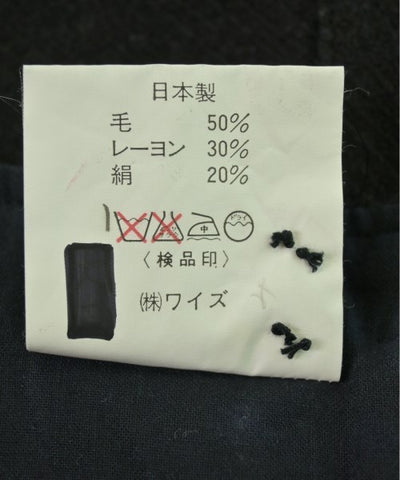 日本製
毛 50%
レーヨン 30%
絹 20%
中 ドライ
〈検品印〉
(株)ワイズ